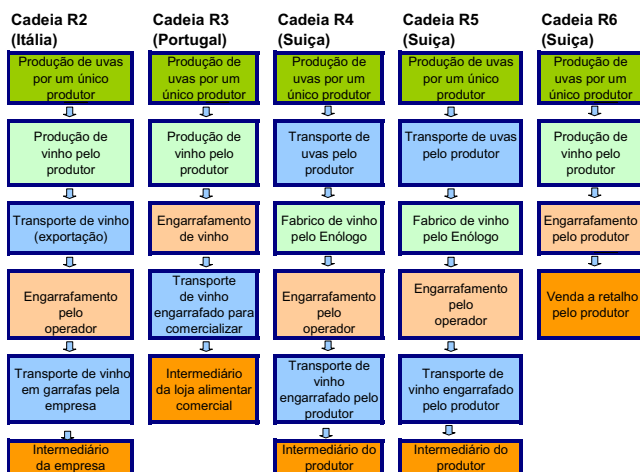 Cadeia R2
(Itália)
Produção de uvas
por um único
produtor
Produção de
vinho pelo
produtor
Transporte de vinho
(exportação)
Engarrafamento
pelo
operador
Transporte de vinho
em garrafas pela
empresa
Intermediário
da empresa
Cadeia R3
(Portugal)
Produção de
uvas por um
único produtor
Produção de
vinho pelo
produtor
Engarrafamento
de vinho
Transporte
de vinho
engarrafado para
comercializar
Intermediário
da loja alimentar
comercial
Cadeia R4
(Suiça)
Produção de
uvas por um
único produtor
Transporte de
uvas pelo
produtor
Fabrico de vinho
pelo Enólogo
Engarrafamento
pelo
operador
Transporte de
vinho
engarrafado pelo
produtor
Intermediário do
produtor
Cadeia R5
(Suiça)
Produção de uvas
por um único
produtor
Transporte de uvas
pelo produtor
Fabrico de vinho
pelo Enólogo
Engarrafamento
pelo
operador
Transporte de
vinho engarrafado
pelo produtor
Intermediário do
produtor
Cadeia R6
(Suiça)
Produção de
uvas por um
único produtor
Produção de
vinho pelo
produtor
Engarrafamento
pelo produtor
Venda a retalho
pelo produtor